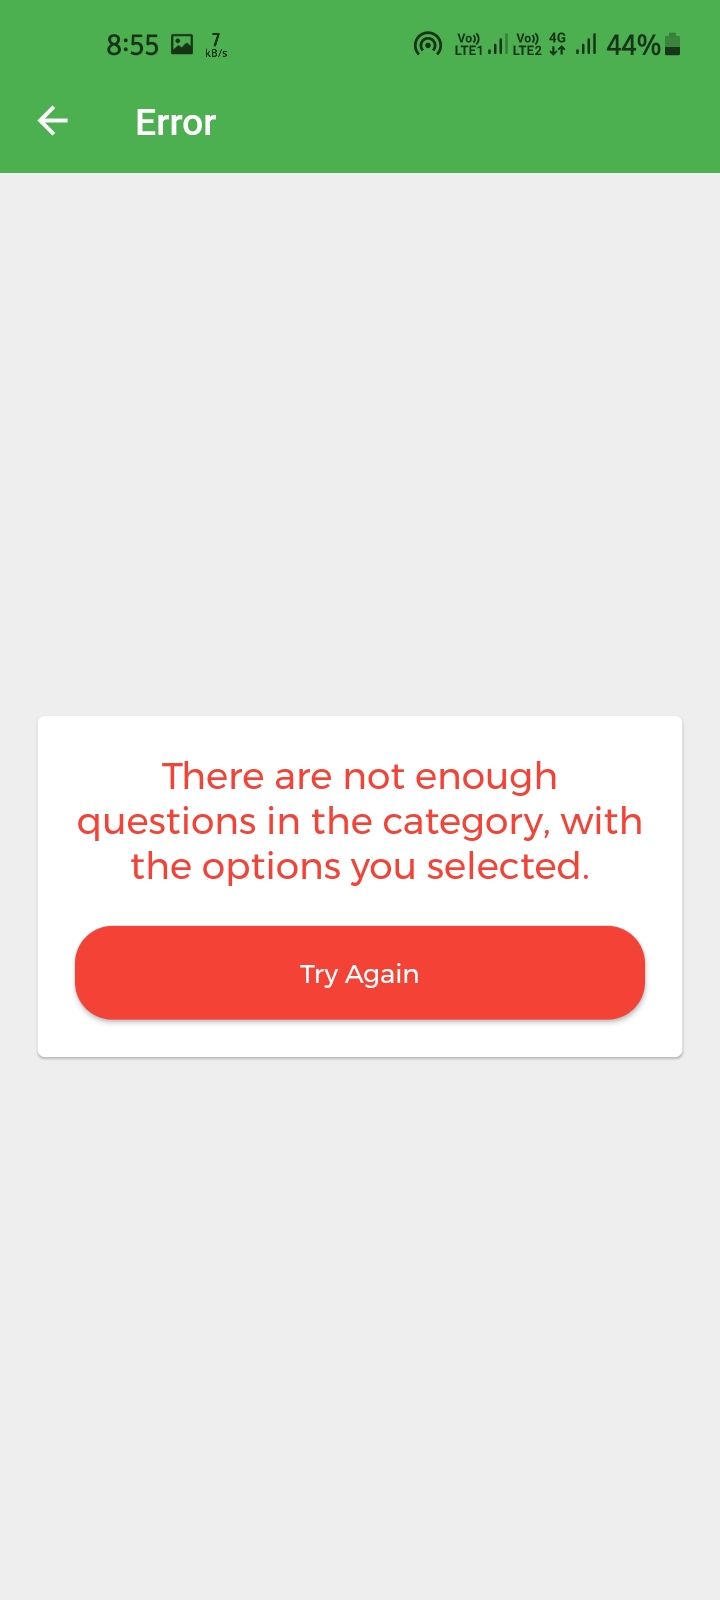 8:55 7 kB/s Vo)) LTE1 Vo)) LTE2 4G 44%
Error
There are not enough
questions in the category, with
the options you selected.
Try Again